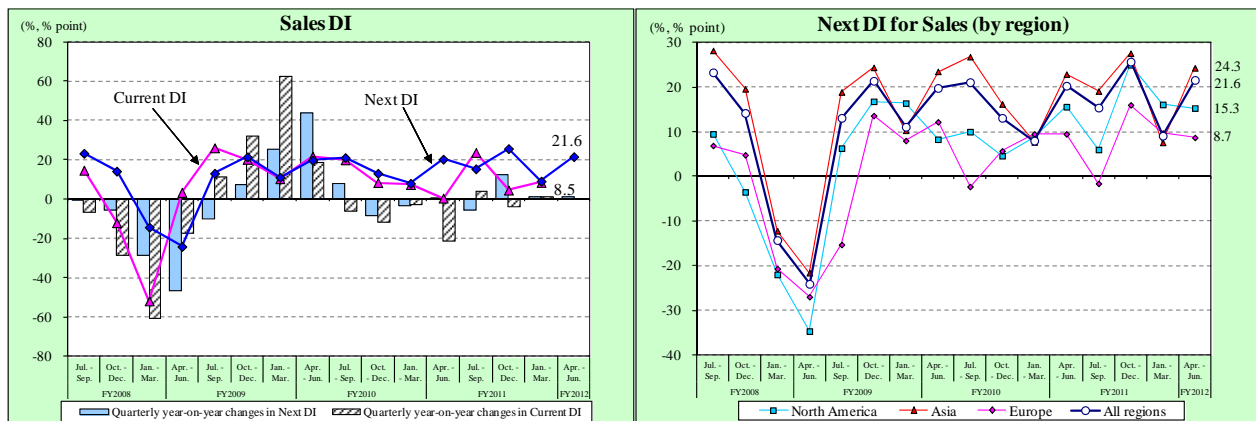 (%, % point)
Sales DI
80
60
40
20
0
-20
-40
-60
-80
Current DI
Next DI
21.6
8.5
Jul. - Sep.
Oct. - Dec.
Jan. - Mar.
Apr. - Jun.
Jul. - Sep.
Oct. - Dec.
Jan. - Mar.
Apr. - Jun.
Jul. - Sep.
Oct. - Dec.
Jan. - Mar.
Apr. - Jun.
Jul. - Sep.
Oct. - Dec.
Jan. - Mar.
Apr. - Jun.
FY2008 FY2009 FY2010 FY2011 FY2012
Quarterly year-on-year changes in Next DI
Quarterly year-on-year changes in Current DI
(%, % point)
Next DI for Sales (by region)
30
20
10
0
-10
-20
-30
-40
24.3
21.6
15.3
8.7
Jul. - Sep.
Oct. - Dec.
Jan. - Mar.
Apr. - Jun.
Jul. - Sep.
Oct. - Dec.
Jan. - Mar.
Apr. - Jun.
Jul. - Sep.
Oct. - Dec.
Jan. - Mar.
Apr. - Jun.
Jul. - Sep.
Oct. - Dec.
Jan. - Mar.
Apr. - Jun.
FY2008 FY2009 FY2010 FY2011 FY2012
North America Asia Europe All regions